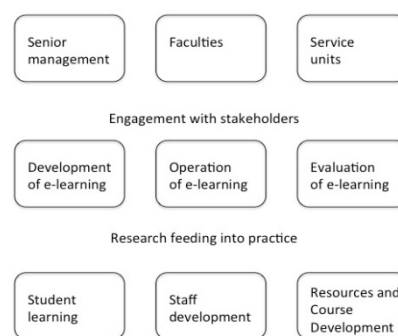 Senior
management
Faculties
Service
units
Engagement with stakeholders
Development
of e-learning
Operation
of e-learning
Evaluation
of e-learning
Research feeding into practice
Student
learning
Staff
development
Resources and
Course
Development